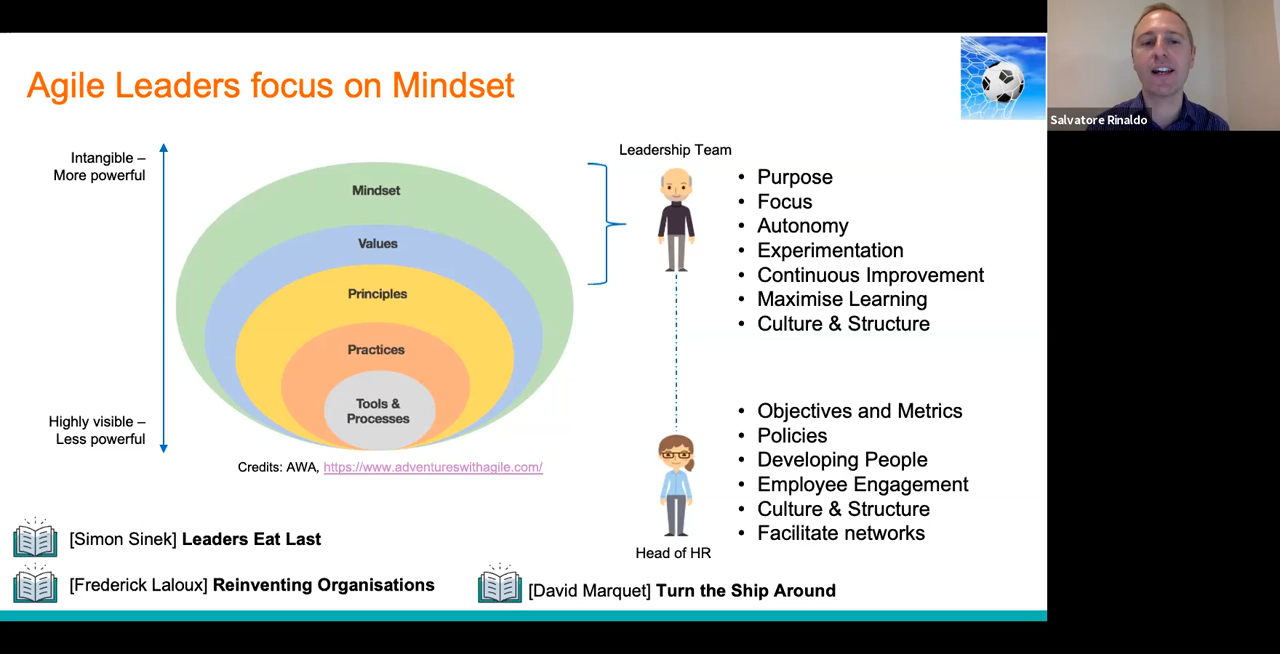 Agile Leaders focus on Mindset
Salvatore Rinaldo
Intangible –
More powerful
Highly visible –
Less powerful
Mindset
Values
Principles
Practices
Tools &
Processes
Credits: AWA, https://www.adventureswithagile.com/
Leadership Team
• Purpose
• Focus
• Autonomy
• Experimentation
• Continuous Improvement
• Maximise Learning
• Culture & Structure
• Objectives and Metrics
• Policies
• Developing People
• Employee Engagement
• Culture & Structure
• Facilitate networks
Head of HR
[Simon Sinek] Leaders Eat Last
[Frederick Laloux] Reinventing Organisations
[David Marquet] Turn the Ship Around